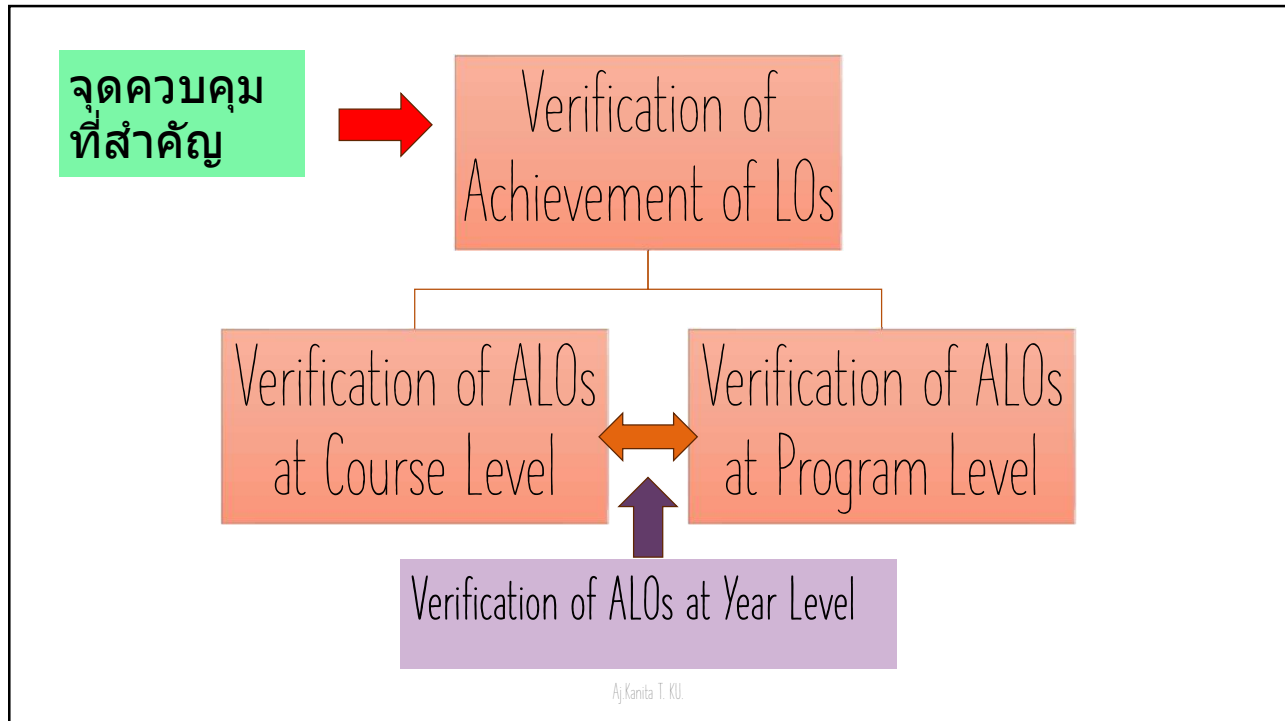 จุดควบคุม
ที่สำคัญ
Verification of
Achievement of LOs
Verification of ALOs
at Course Level
Verification of ALOs
at Program Level
Verification of ALOs at Year Level
Aj.Kanita T. KU.